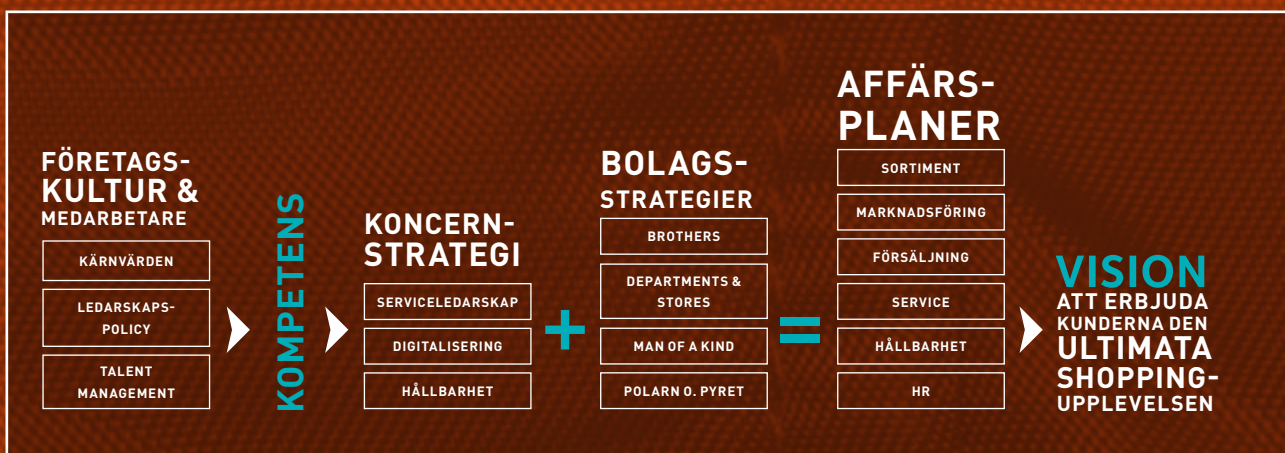 FÖRETAGS-
KULTUR &
MEDARBETARE
KÄRNVÄRDEN
LEDARSKAPS-
POLICY
TALENT
MANAGEMENT
KOMPETENS
KONCERN-
STRATEGI
SERVICELEDARSKAP
DIGITALISERING
HÅLLBARHET
+
BOLAGS-
STRATEGIER
BROTHERS
DEPARTMENTS &
STORES
MAN OF A KIND
POLARN O. PYRET
=
AFFÄRS-
PLANER
SORTIMENT
MARKNADSFÖRING
FÖRSÄLJNING
SERVICE
HÅLLBARHET
HR
VISION
ATT ERBJUDA
KUNDERNA DEN
ULTIMATA
SHOPPING-
UPPLEVELSEN